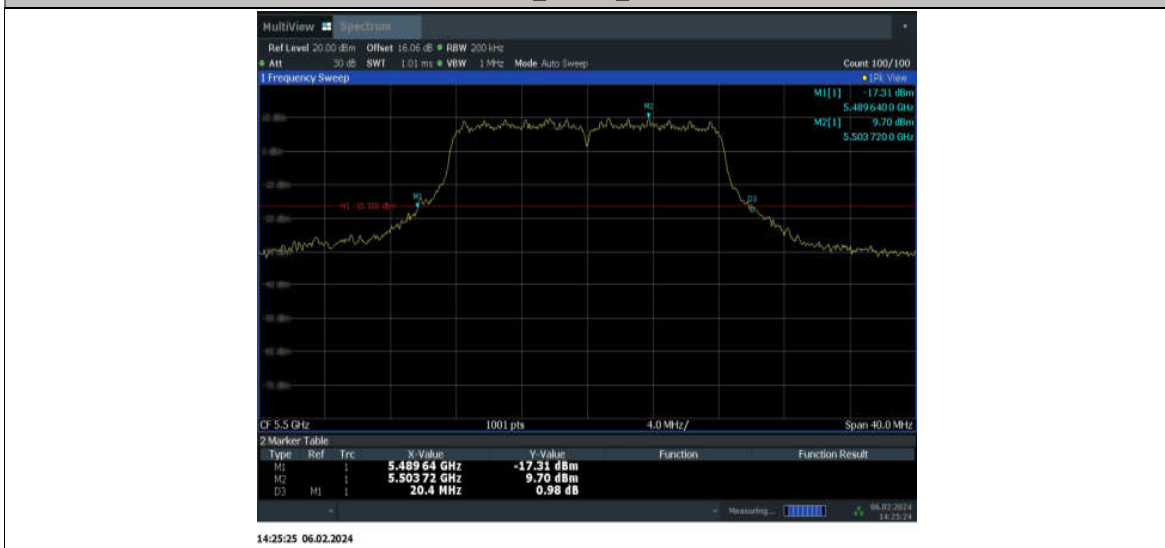 MultiView Spectrum
Ref Level 20.00 dBm Offset 16.06 dB RBW 200 kHz
Att 30 dB SWT 1.01 ms VBW 1 MHz Mode Auto Sweep Count 100/100
1 Frequency Sweep 1Pk View
M1[1] -17.31 dBm
5.489 640 0 GHz
M2[1] 9.70 dBm
5.503 720 0 GHz
M2
M1
D3
CF 5.5 GHz 1001 pts 4.0 MHz/ Span 40.0 MHz
2 Marker Table
Type Ref Trc X-Value Y-Value Function Function Result
M1 1 5.489 64 GHz -17.31 dBm
M2 1 5.503 72 GHz 9.70 dBm
D3 M1 1 20.4 MHz 0.98 dB
Measuring... 06.02.2024
14:25:24
14:25:25 06.02.2024